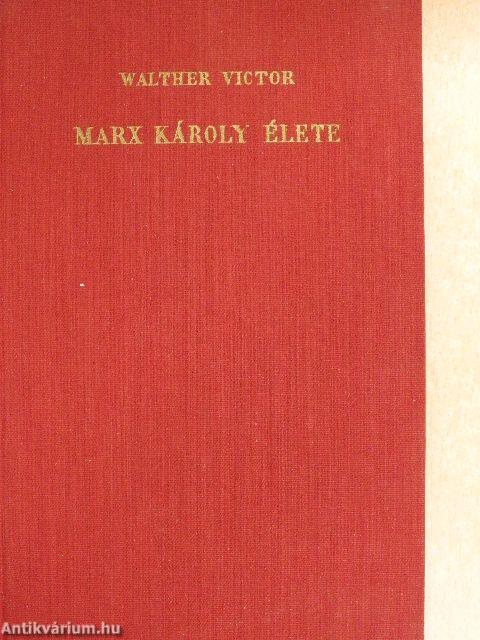 WALTHER VICTOR
MARX KÁROLY ÉLETE
Antikvárium.hu